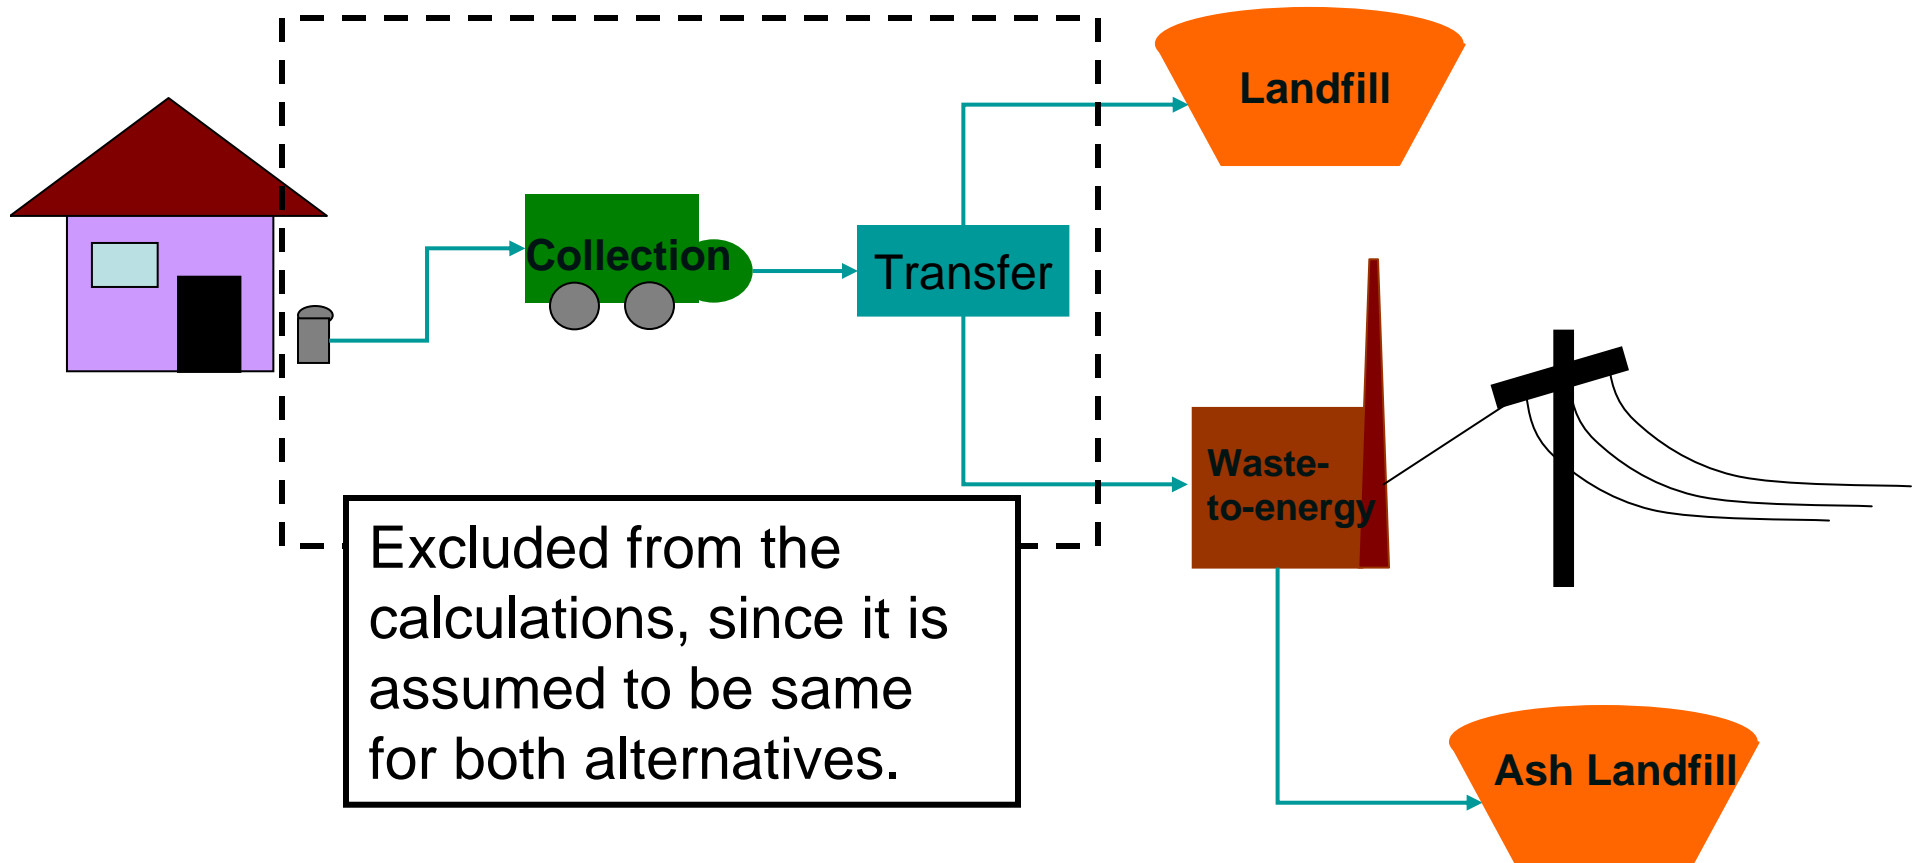 Landfill
Collection
Transfer
Waste-
to-energy
Excluded from the
calculations, since it is
assumed to be same
for both alternatives.
Ash Landfill